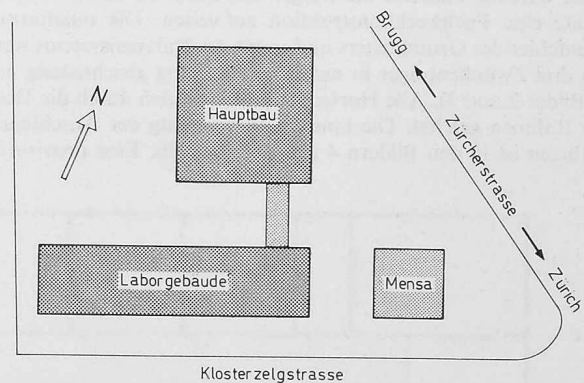 Brugg
Hauptbau
N
Zürcherstrasse
Laborgebäude
Mensa
Zürich
Klosterzelgstrasse